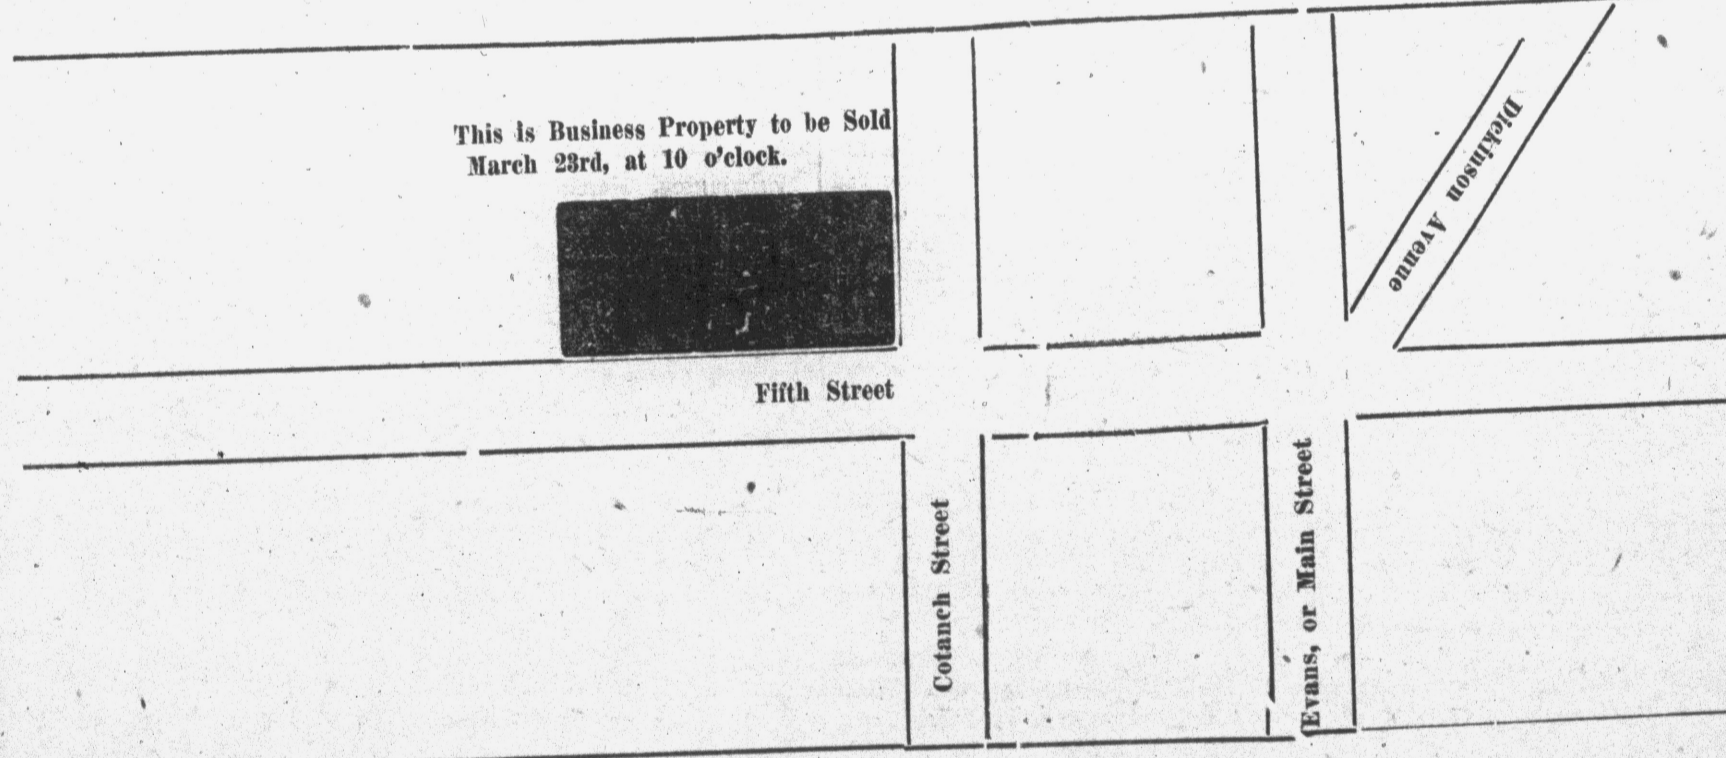 This is Business Property to be Sold
March 23rd, at 10 o'clock.
Dickinson Avenue
Fifth Street
Cotanch Street
Evans, or Main Street